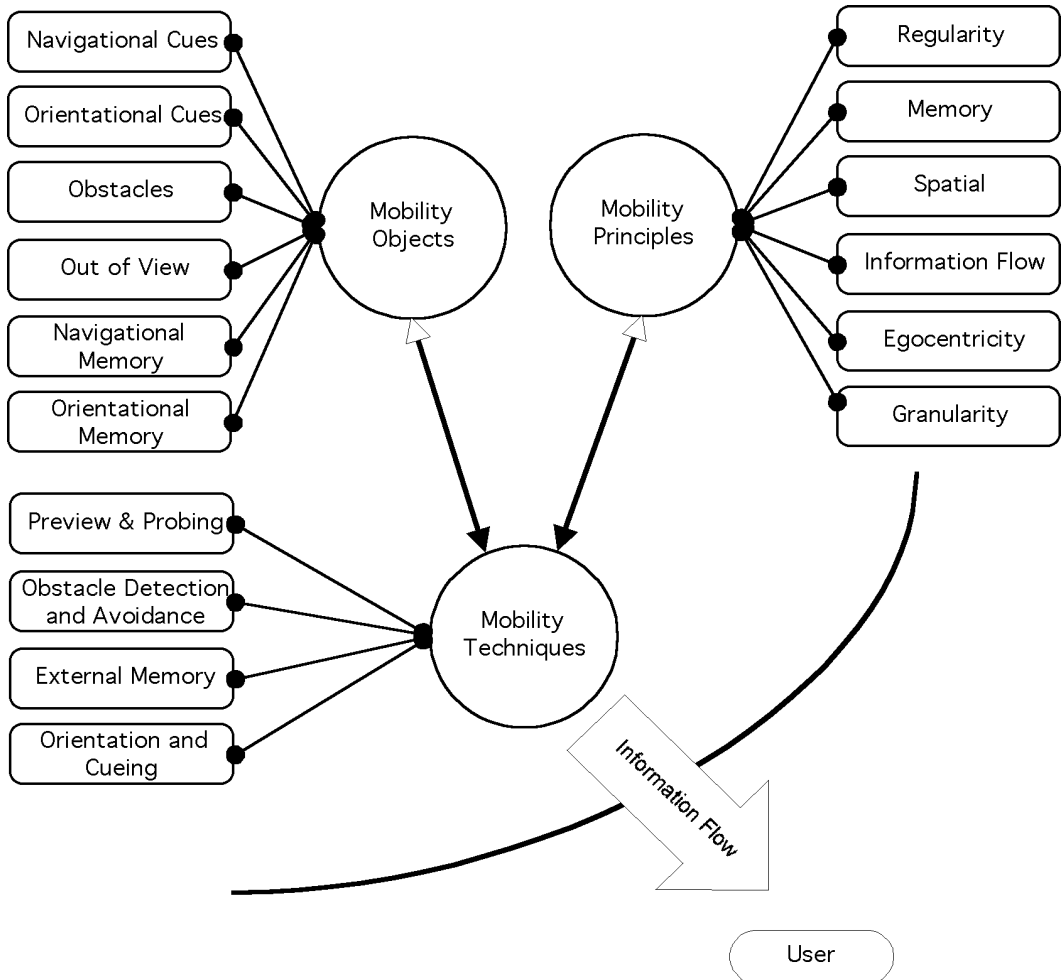 Navigational Cues
Orientational Cues
Obstacles
Out of View
Navigational
Memory
Orientational
Memory
Mobility
Objects
Mobility
Principles
Regularity
Memory
Spatial
Information Flow
Egocentricity
Granularity
Preview & Probing
Obstacle Detection
and Avoidance
External Memory
Orientation and
Cueing
Mobility
Techniques
Information Flow
User